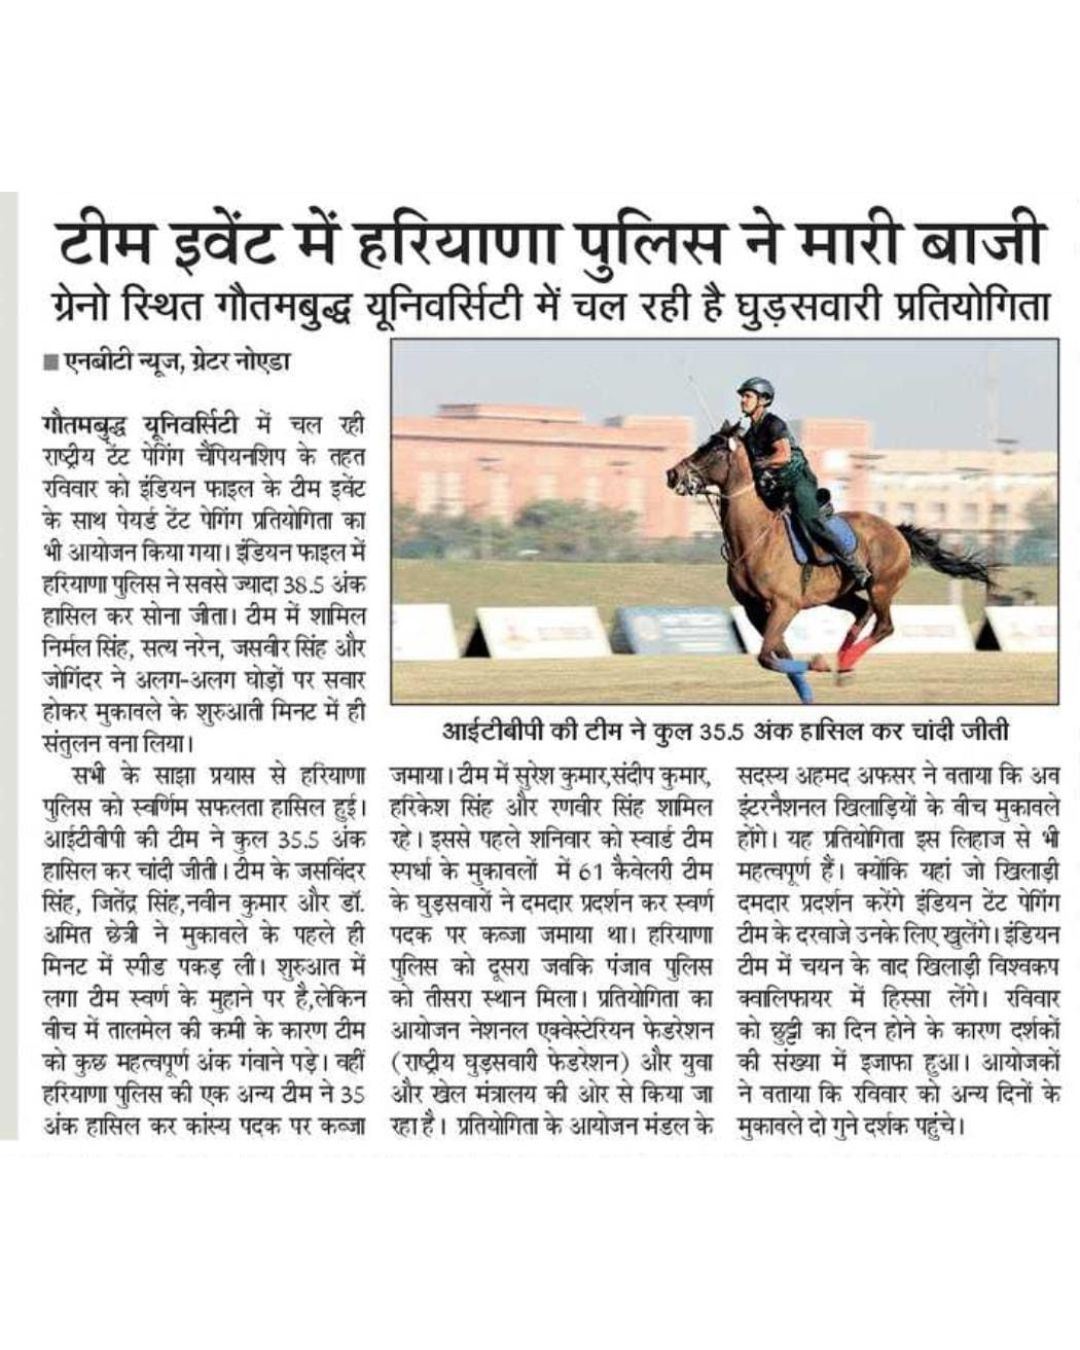 टीम इवेंट में हरियाणा पुलिस ने मारी बाजी
ग्रेनो स्थित गौतमबुद्ध यूनिवर्सिटी में चल रही है घुड़सवारी प्रतियोगिता
■ एनबीटी न्यूज, ग्रेटर नोएडा
गौतमबुद्ध यूनिवर्सिटी में चल रही
राष्ट्रीय टेंट पेगिंग चैंपियनशिप के तहत
रविवार को इंडियन फाइल के टीम इवेंट
के साथ पेयर्ड टेंट पेगिंग प्रतियोगिता का
भी आयोजन किया गया। इंडियन फाइल में
हरियाणा पुलिस ने सबसे ज्यादा 38.5 अंक
हासिल कर सोना जीता। टीम में शामिल
निर्मल सिंह, सत्य नरेन, जसवीर सिंह और
जोगिंदर ने अलग-अलग घोड़ों पर सवार
होकर मुकावले के शुरुआती मिनट में ही
संतुलन वना लिया।
सभी के साझा प्रयास से हरियाणा
पुलिस को स्वर्णिम सफलता हासिल हुई।
आईटीवीपी की टीम ने कुल 35.5 अंक
हासिल कर चांदी जीती। टीम के जसविंदर
सिंह, जितेंद्र सिंह,नवीन कुमार और डॉ.
अमित छेत्री ने मुकावले के पहले ही
मिनट में स्पीड पकड़ ली। शुरुआत में
लगा टीम स्वर्ण के मुहाने पर है,लेकिन
वीच में तालमेल की कमी के कारण टीम
को कुछ महत्वपूर्ण अंक गंवाने पड़े। वहीं
हरियाणा पुलिस की एक अन्य टीम ने 35
अंक हासिल कर कांस्य पदक पर कब्जा
आईटीबीपी की टीम ने कुल 35.5 अंक हासिल कर चांदी जीती
जमाया। टीम में सुरेश कुमार,संदीप कुमार,
हरिकेश सिंह और रणवीर सिंह शामिल
रहे। इससे पहले शनिवार को स्वार्ड टीम
स्पर्धा के मुकावलों में 61 कैवेलरी टीम
के घुड़सवारों ने दमदार प्रदर्शन कर स्वर्ण
पदक पर कब्जा जमाया था। हरियाणा
पुलिस को दूसरा जवकि पंजाव पुलिस
को तीसरा स्थान मिला। प्रतियोगिता का
आयोजन नेशनल एक्वेस्टेरियन फेडरेशन
(राष्ट्रीय घुड़सवारी फेडरेशन) और युवा
और खेल मंत्रालय की ओर से किया जा
रहा है। प्रतियोगिता के आयोजन मंडल के
सदस्य अहमद अफसर ने वताया कि अव
इंटरनैशनल खिलाड़ियों के वीच मुकावले
होंगे। यह प्रतियोगिता इस लिहाज से भी
महत्वपूर्ण हैं। क्योंकि यहां जो खिलाड़ी
दमदार प्रदर्शन करेंगे इंडियन टेंट पेगिंग
टीम के दरवाजे उनके लिए खुलेंगे। इंडियन
टीम में चयन के वाद खिलाड़ी विश्वकप
क्वालिफायर में हिस्सा लेंगे। रविवार
को छुट्टी का दिन होने के कारण दर्शकों
की संख्या में इजाफा हुआ। आयोजकों
ने वताया कि रविवार को अन्य दिनों के
मुकावले दो गुने दर्शक पहुंचे।